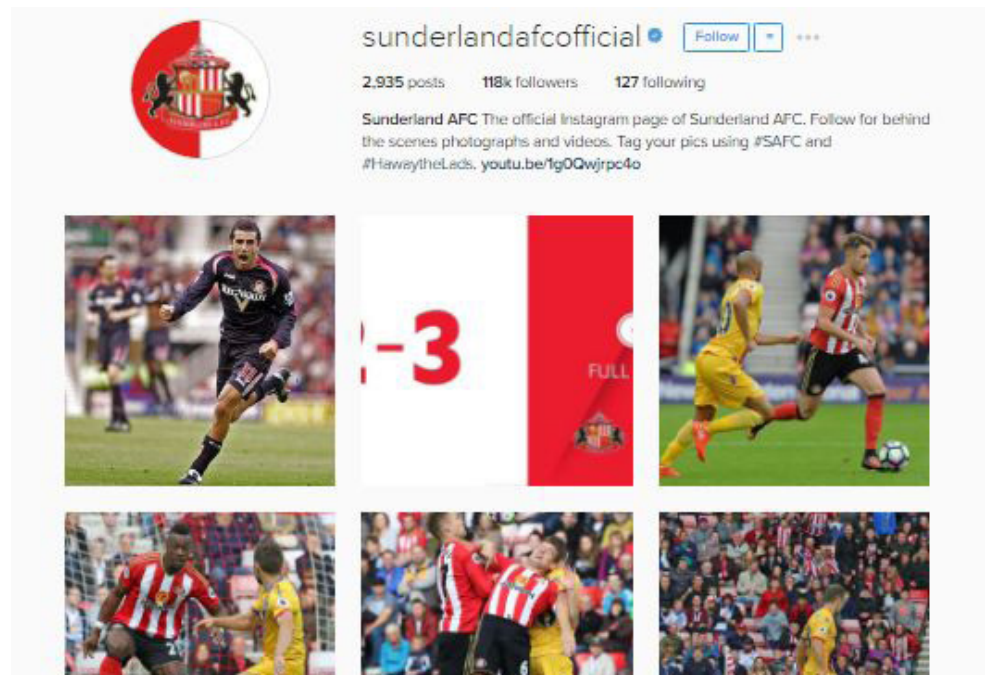 sunderlandafcofficial Follow
2,935 posts 118k followers 127 following
Sunderland AFC The official Instagram page of Sunderland AFC. Follow for behind
the scenes photographs and videos. Tag your pics using #SAFC and
#HawaytheLads. youtu.be/1g0Qwjrpc4o
-3
FULL